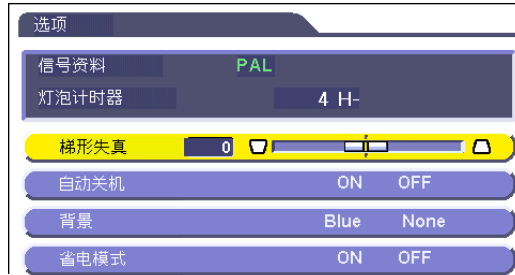 选项
信号资料 PAL
灯泡计时器 4 H-
梯形失真 0
自动关机 ON OFF
背景 Blue None
省电模式 ON OFF